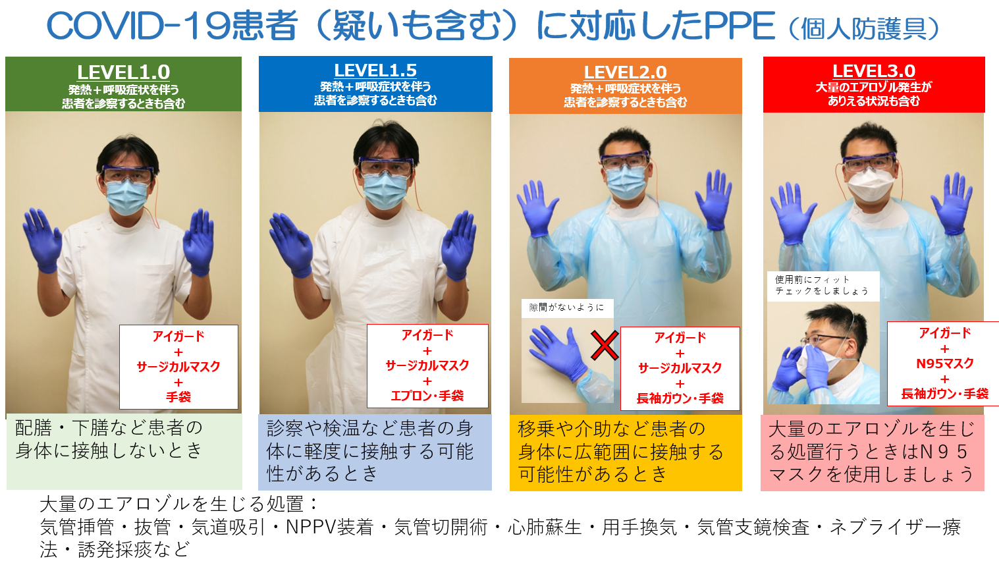 COVID-19患者（疑いも含む）に対応したPPE（個人防護具）
LEVEL1.0
発熱＋呼吸症状を伴う
患者を診察するときも含む
アイガード
+
サージカルマスク
+
手袋
配膳・下膳など患者の
身体に接触しないとき
LEVEL1.5
発熱＋呼吸症状を伴う
患者を診察するときも含む
アイガード
+
サージカルマスク
+
エプロン・手袋
診察や検温など患者の身
体に軽度に接触する可能
性があるとき
LEVEL2.0
発熱＋呼吸症状を伴う
患者を診察するときも含む
隙間がないように
アイガード
+
サージカルマスク
+
長袖ガウン・手袋
移乗や介助など患者の
身体に広範囲に接触する
可能性があるとき
LEVEL3.0
大量のエアロゾル発生が
ありえる状況も含む
使用前にフィット
チェックをしましょう
アイガード
+
N95マスク
+
長袖ガウン・手袋
大量のエアロゾルを生じ
る処置行うときはN９５
マスクを使用しましょう
大量のエアロゾルを生じる処置：
気管挿管・抜管・気道吸引・NPPV装着・気管切開術・心肺蘇生・用手換気・気管支鏡検査・ネブライザー療
法・誘発採痰など